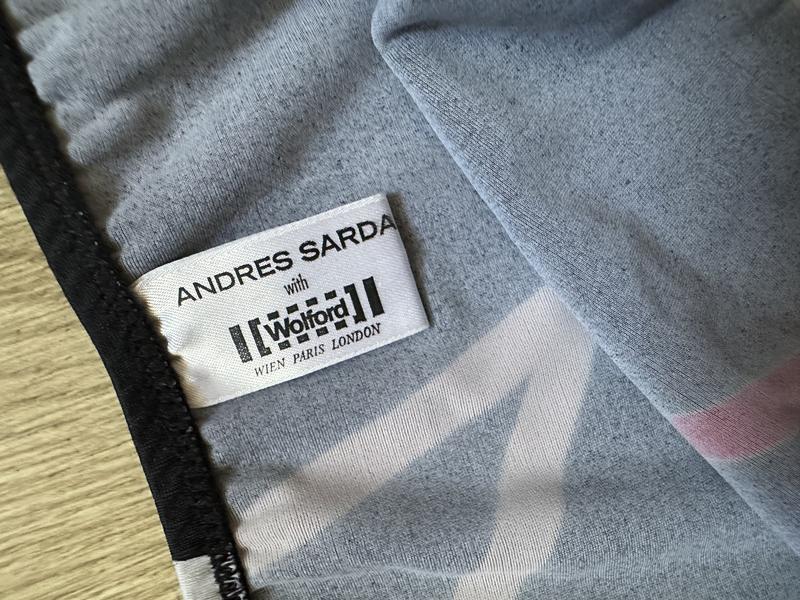 ANDRES SARDA
with
Wolford
WIEN PARIS LONDON